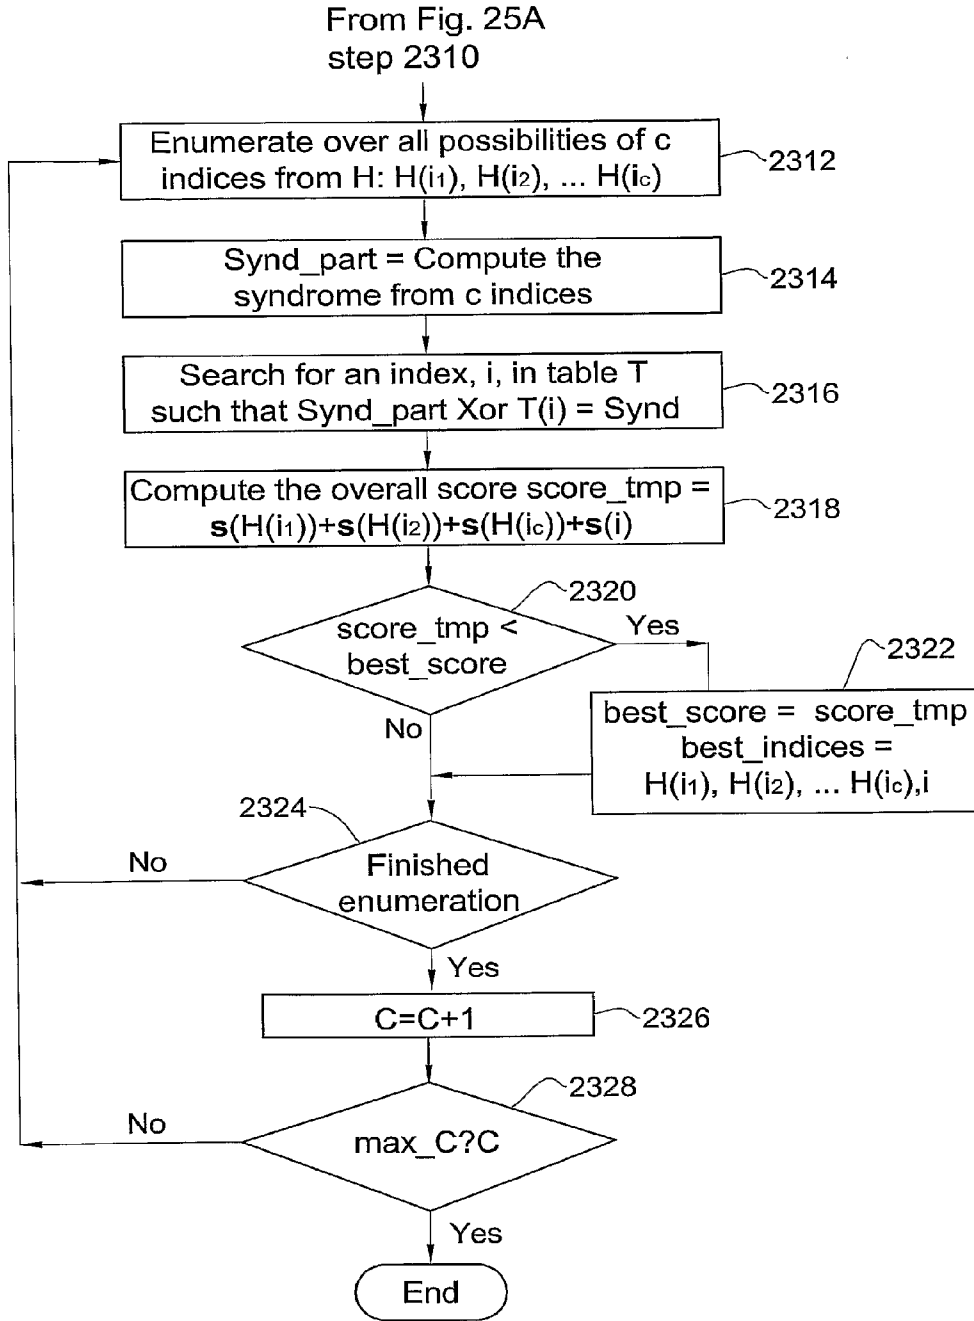 From Fig. 25A
step 2310
Enumerate over all possibilities of c
indices from H: H(i1), H(i2), ... H(ic)
2312
Synd_part = Compute the
syndrome from c indices
2314
Search for an index, i, in table T
such that Synd_part Xor T(i) = Synd
2316
Compute the overall score score_tmp =
s(H(i1))+s(H(i2))+s(H(ic))+s(i)
2318
2320
score_tmp <
best_score
Yes
2322
No
best_score = score_tmp
best_indices =
H(i1), H(i2), ... H(ic),i
2324
No
Finished
enumeration
Yes
C=C+1
2326
2328
No
max_C?C
Yes
End